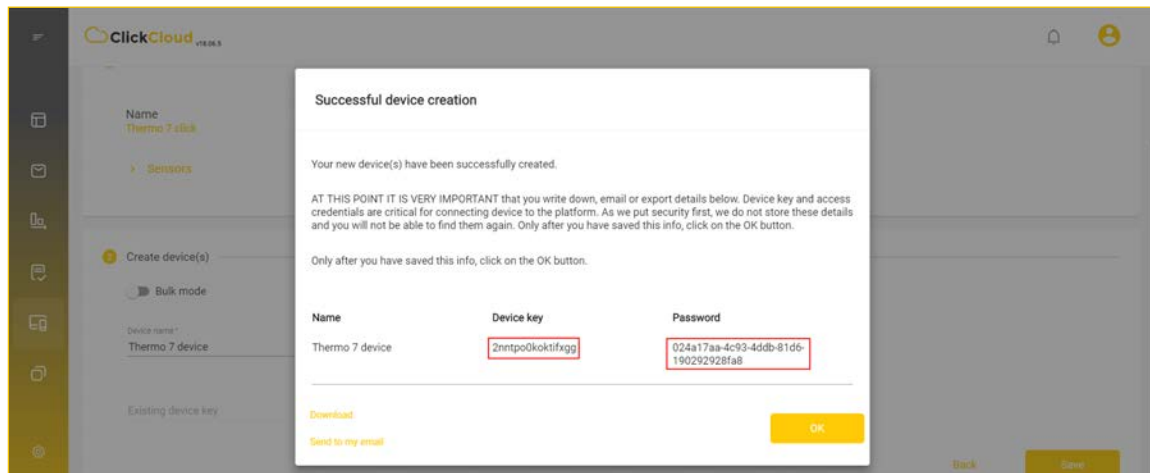 ClickCloud v18.06.5
Name
Thermo 7 click
> Sensors
Create device(s)
Bulk mode
Device name *
Thermo 7 device
Existing device key
Back
Save
Successful device creation
Your new device(s) have been successfully created.
AT THIS POINT IT IS VERY IMPORTANT that you write down, email or export details below. Device key and access
credentials are critical for connecting device to the platform. As we put security first, we do not store these details
and you will not be able to find them again. Only after you have saved this info, click on the OK button.
Only after you have saved this info, click on the OK button.
Name Device key Password
Thermo 7 device 2nntpo0koktifxgg 024a17aa-4c93-4ddb-81d6-
190292928fa8
Download
Send to my email
OK